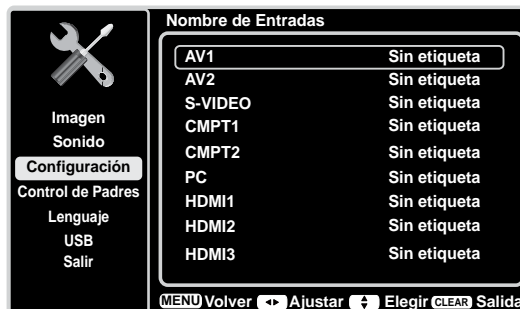 Nombre de Entradas
AV1 Sin etiqueta
AV2 Sin etiqueta
S-VIDEO Sin etiqueta
CMPT1 Sin etiqueta
CMPT2 Sin etiqueta
PC Sin etiqueta
HDMI1 Sin etiqueta
HDMI2 Sin etiqueta
HDMI3 Sin etiqueta
Imagen
Sonido
Configuración
Control de Padres
Lenguaje
USB
Salir
MENU Volver Ajustar Elegir CLEAR Salida